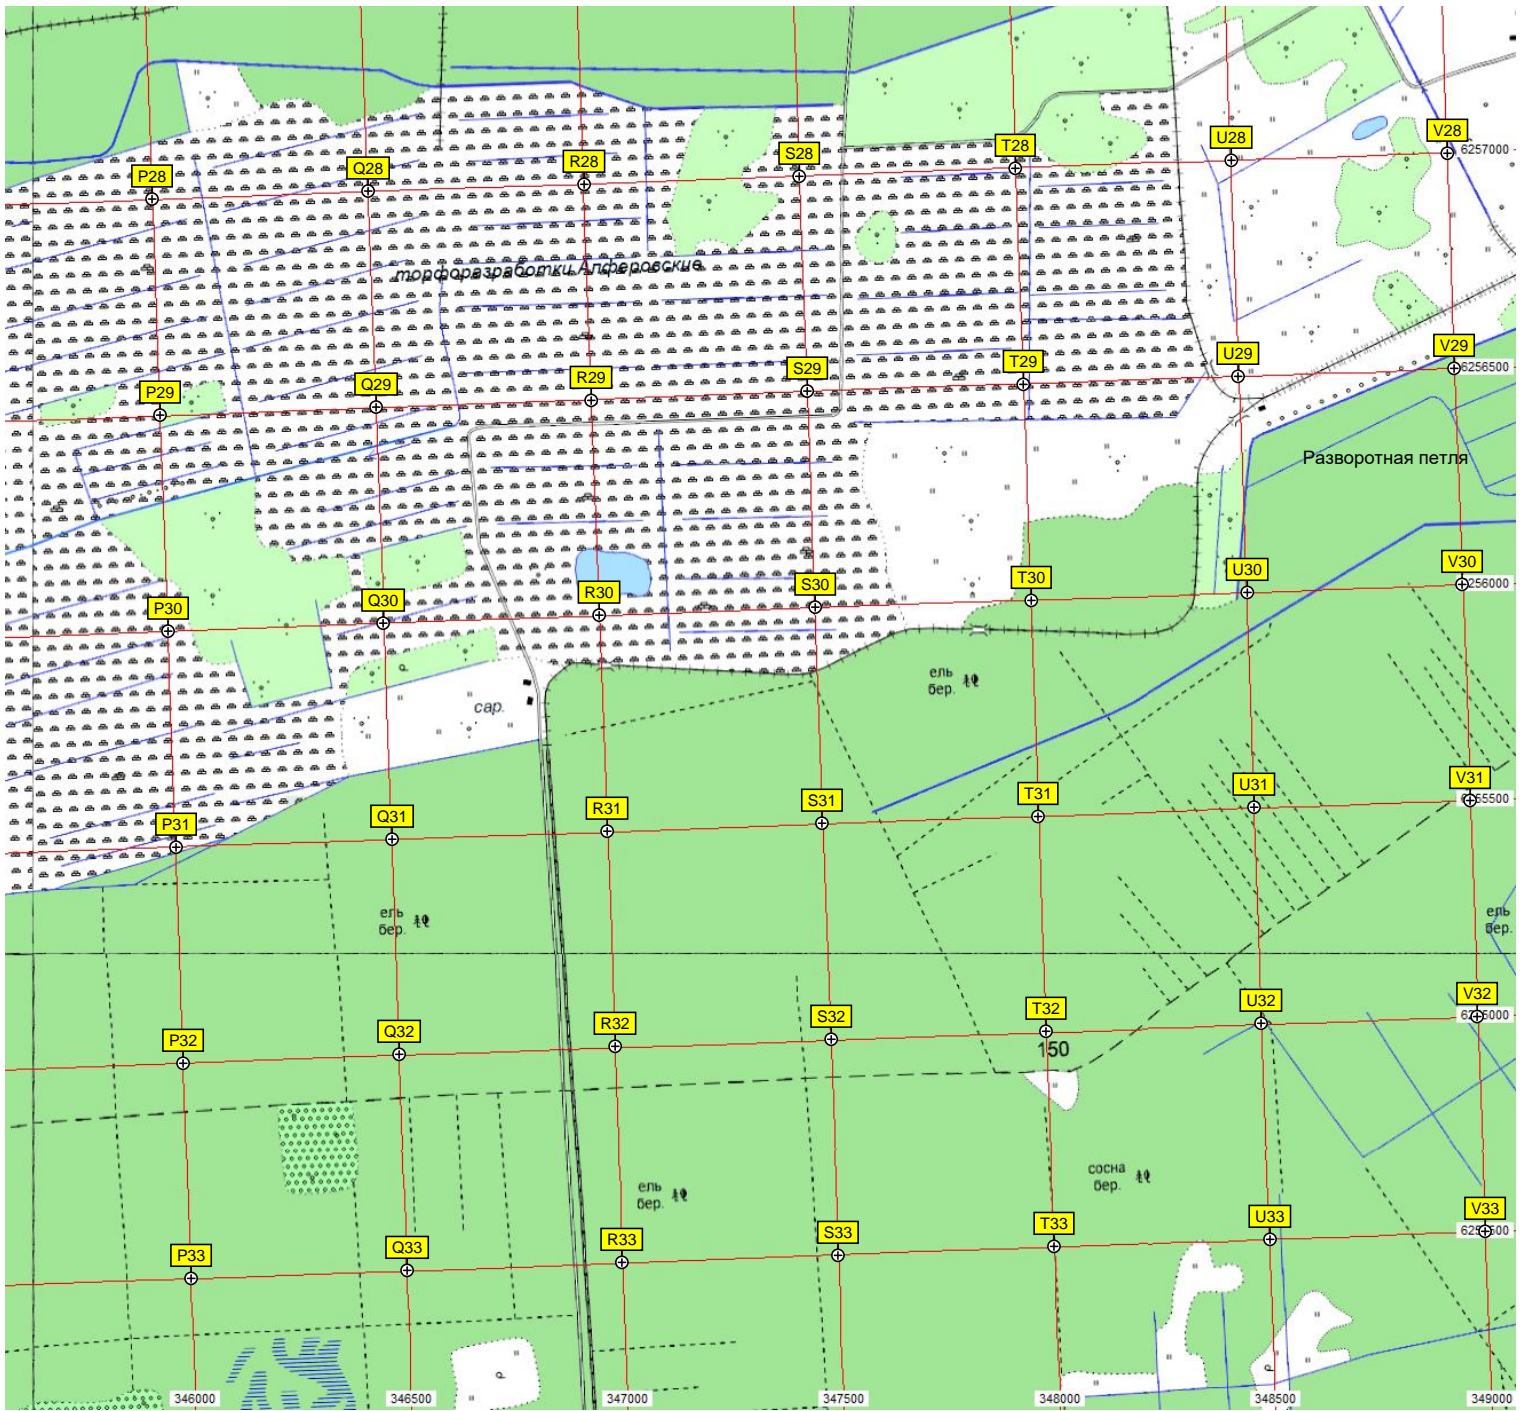 V28
U28
T28
S28
R28
Q28
P28
6257000
торфоразработки Алферовские
V29
U29
T29
S29
R29
Q29
P29
6256500
Разворотная петля
V30
U30
T30
S30
R30
Q30
P30
256000
ель
бер.
сар.
V31
U31
T31
S31
R31
Q31
P31
ель
бер.
ель
бер.
V32
U32
T32
S32
R32
Q32
P32
150
ель
бер.
сосна
бер.
V33
U33
T33
S33
R33
Q33
P33
346000
346500
347000
347500
348000
348500
349000